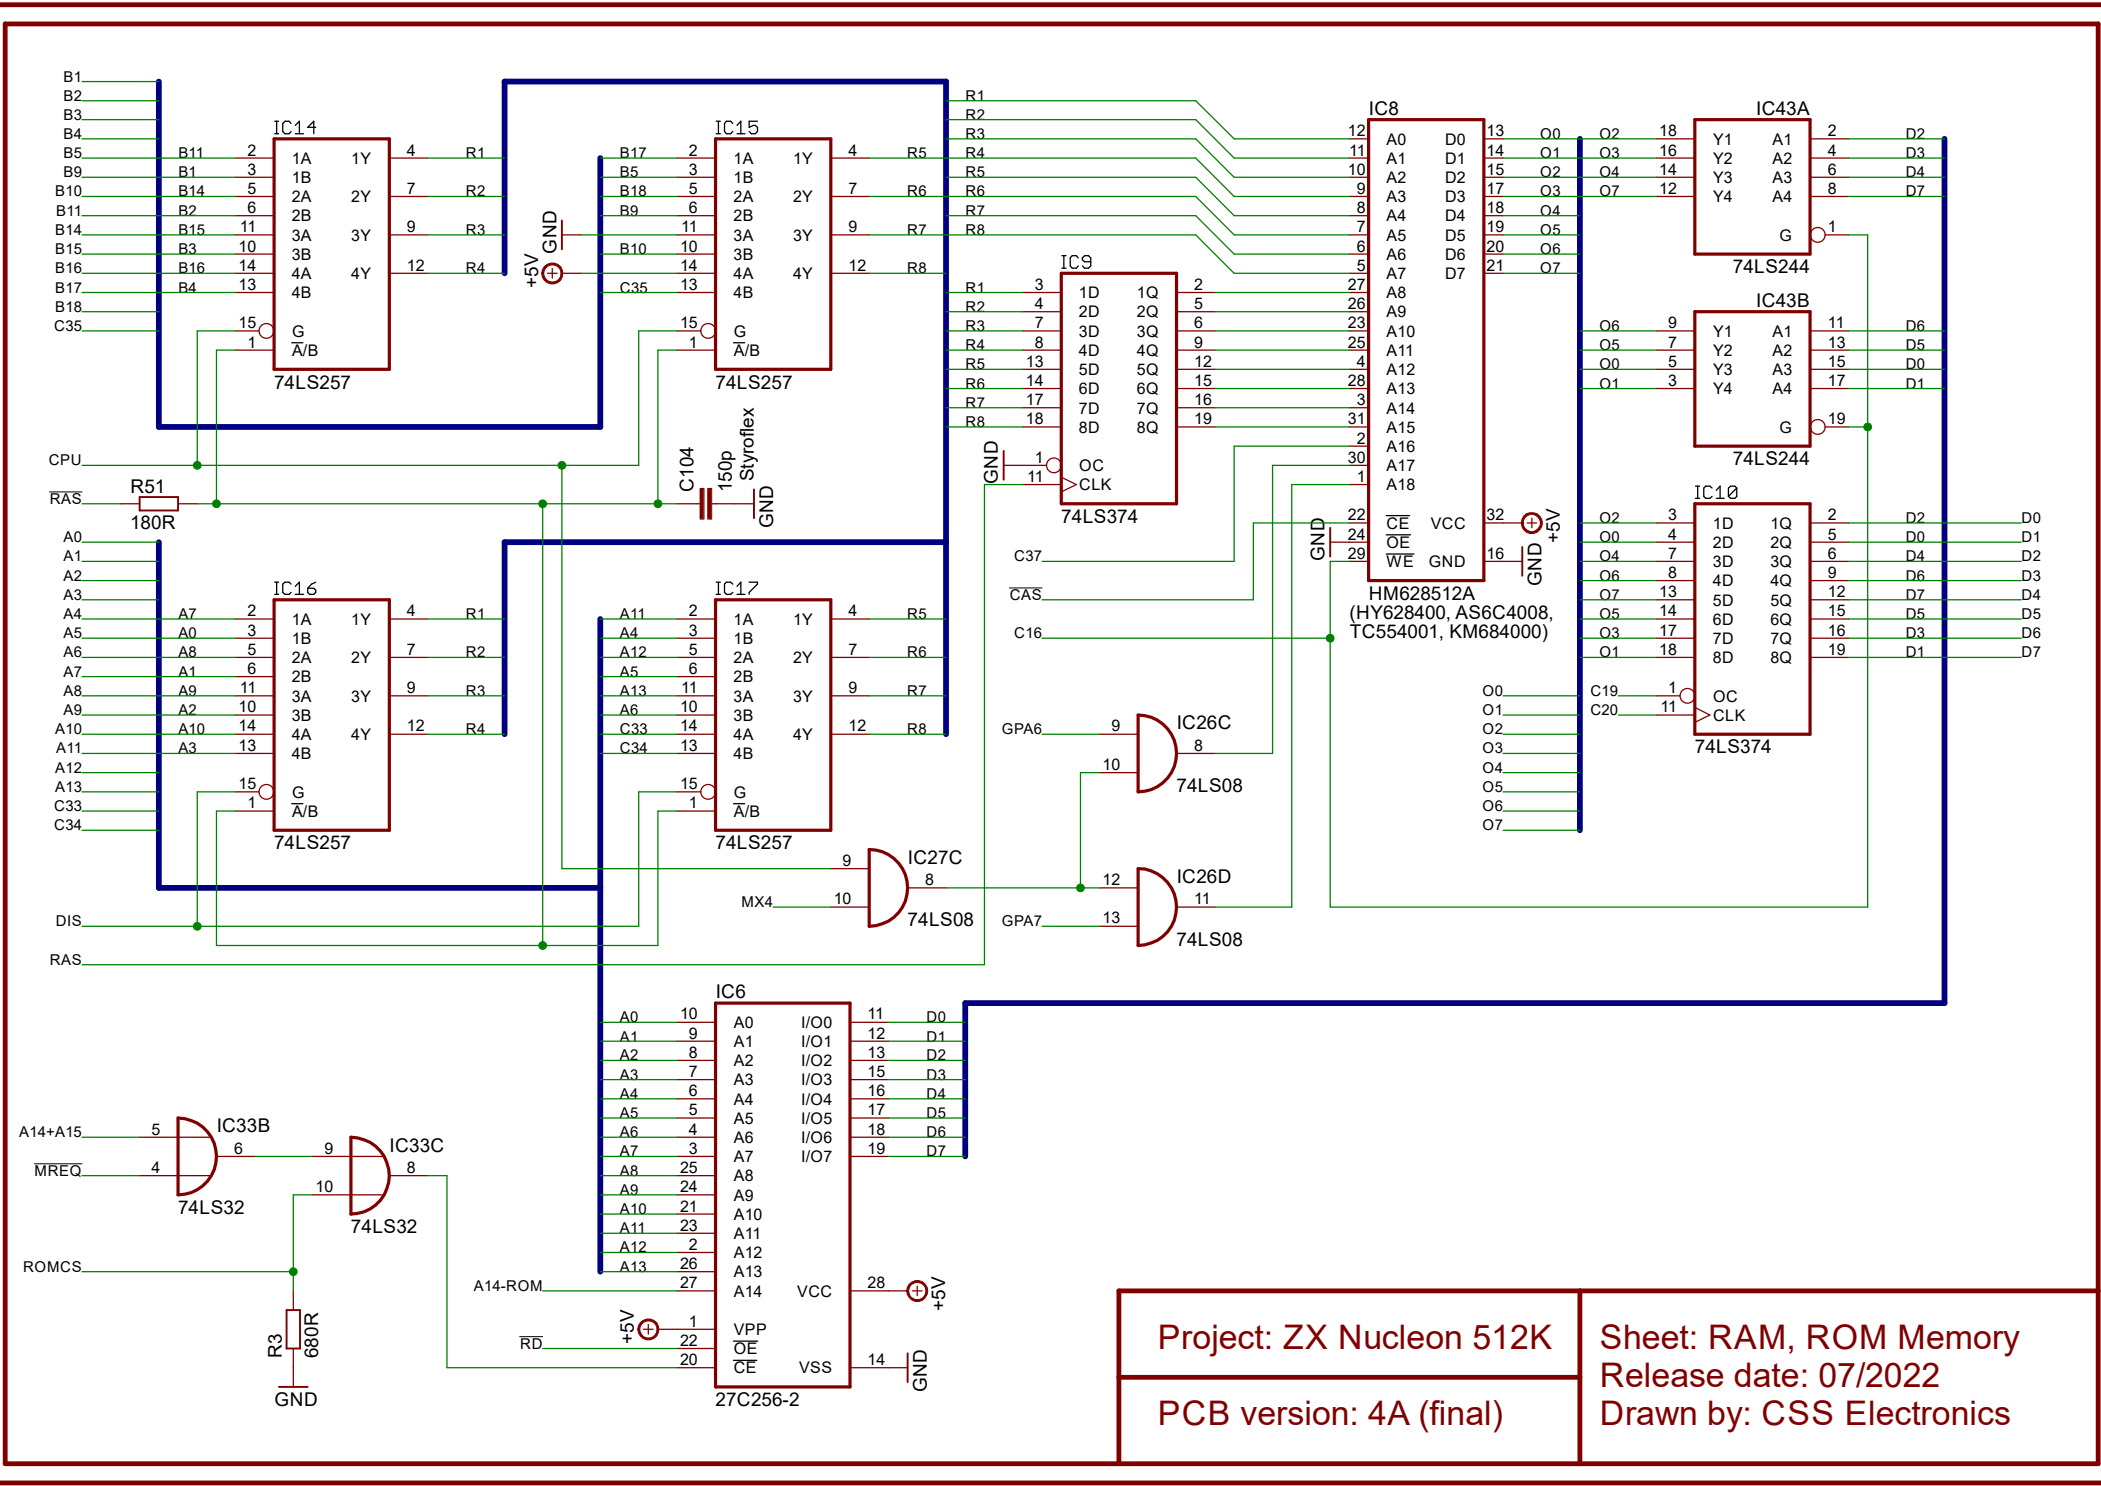 B1
B2
B3
B4
B5
B9
B10
B11
B14
B15
B16
B17
B18
C35
IC14
B11 2 1A 1Y 4 R1
B1 3 1B
B14 5 2A 2Y 7 R2
B2 6 2B
B15 11 3A 3Y 9 R3
B3 10 3B
B16 14 4A 4Y 12 R4
B4 13 4B
15 G
1 A/B
74LS257
IC15
B17 2 1A 1Y 4 R5
B5 3 1B
B18 5 2A 2Y 7 R6
B9 6 2B
GND 11 3A 3Y 9 R7
B10 10 3B
+5V 14 4A 4Y 12 R8
C35 13 4B
15 G
1 A/B
74LS257
CPU
RAS
R51
180R
C104
150p
Styroflex
GND
A0
A1
A2
A3
A4
A5
A6
A7
A8
A9
A10
A11
A12
A13
C33
C34
IC16
A7 2 1A 1Y 4 R1
A0 3 1B
A8 5 2A 2Y 7 R2
A1 6 2B
A9 11 3A 3Y 9 R3
A2 10 3B
A10 14 4A 4Y 12 R4
A3 13 4B
15 G
1 A/B
74LS257
IC17
A11 2 1A 1Y 4 R5
A4 3 1B
A12 5 2A 2Y 7 R6
A5 6 2B
A13 11 3A 3Y 9 R7
A6 10 3B
C33 14 4A 4Y 12 R8
C34 13 4B
15 G
1 A/B
74LS257
DIS
RAS
R1
R2
R3
R4
R5
R6
R7
R8
IC9
R1 3 1D 1Q 2
R2 4 2D 2Q 5
R3 7 3D 3Q 6
R4 8 4D 4Q 9
R5 13 5D 5Q 12
R6 14 6D 6Q 15
R7 17 7D 7Q 16
R8 18 8D 8Q 19
GND 1 OC
11 CLK
74LS374
IC8
12 A0 D0 13 O0
11 A1 D1 14 O1
10 A2 D2 15 O2
9 A3 D3 17 O3
8 A4 D4 18 O4
7 A5 D5 19 O5
6 A6 D6 20 O6
5 A7 D7 21 O7
27 A8
26 A9
23 A10
25 A11
4 A12
28 A13
3 A14
31 A15
2 A16
30 A17
1 A18
22 CE VCC 32 +5V
GND 24 OE
29 WE GND 16 GND
HM628512A
(HY628400, AS6C4008,
TC554001, KM684000)
C37
CAS
C16
IC43A
O2 18 Y1 A1 2 D2
O3 16 Y2 A2 4 D3
O4 14 Y3 A3 6 D4
O7 12 Y4 A4 8 D7
G 1
74LS244
IC43B
O6 9 Y1 A1 11 D6
O5 7 Y2 A2 13 D5
O0 5 Y3 A3 15 D0
O1 3 Y4 A4 17 D1
G 19
74LS244
IC10
O2 3 1D 1Q 2 D2 D0
O0 4 2D 2Q 5 D0 D1
O4 7 3D 3Q 6 D4 D2
O6 8 4D 4Q 9 D6 D3
O7 13 5D 5Q 12 D7 D4
O5 14 6D 6Q 15 D5 D5
O3 17 7D 7Q 16 D3 D6
O1 18 8D 8Q 19 D1 D7
C19 1 OC
C20 11 CLK
74LS374
O0
O1
O2
O3
O4
O5
O6
O7
GPA6 9 IC26C
8
10
74LS08
9 IC27C
8
MX4 10
74LS08
12 IC26D
11
GPA7 13
74LS08
IC6
A0 10 A0 I/O0 11 D0
A1 9 A1 I/O1 12 D1
A2 8 A2 I/O2 13 D2
A3 7 A3 I/O3 15 D3
A4 6 A4 I/O4 16 D4
A5 5 A5 I/O5 17 D5
A6 4 A6 I/O6 18 D6
A7 3 A7 I/O7 19 D7
A8 25 A8
A9 24 A9
A10 21 A10
A11 23 A11
A12 2 A12
A13 26 A13
A14-ROM 27 A14 VCC 28 +5V
+5V 1 VPP
RD 22 OE
20 CE VSS 14 GND
27C256-2
A14+A15 5 IC33B
6
MREQ 4
74LS32
9 IC33C
8
10
74LS32
ROMCS
R3
680R
GND
Project: ZX Nucleon 512K
PCB version: 4A (final)
Sheet: RAM, ROM Memory
Release date: 07/2022
Drawn by: CSS Electronics